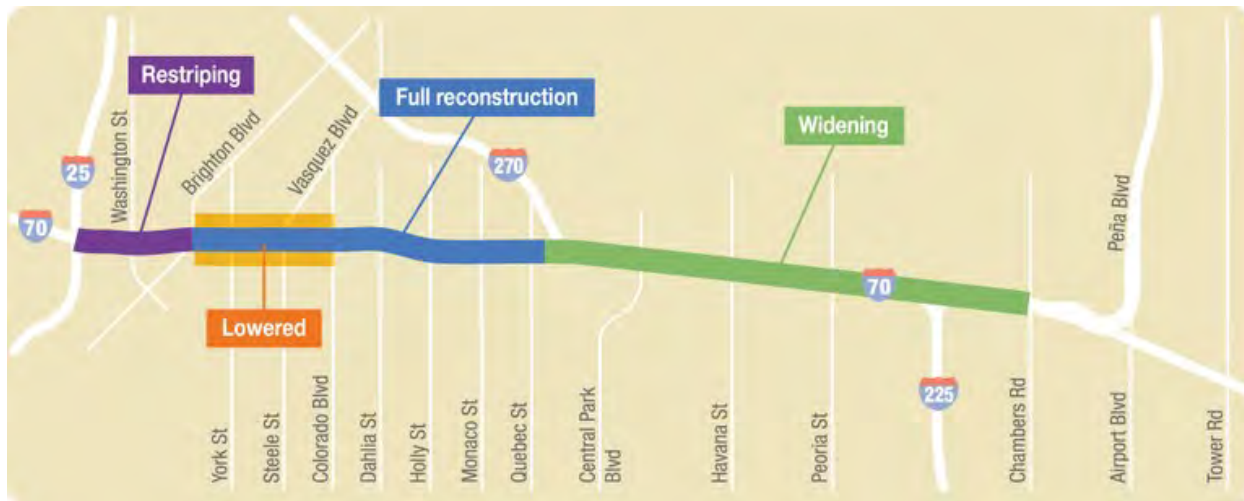 Restriping
Full reconstruction
Widening
Lowered
25
70
270
70
225
Washington St
Brighton Blvd
Vasquez Blvd
Peña Blvd
York St
Steele St
Colorado Blvd
Dahlia St
Holly St
Monaco St
Quebec St
Central Park
Blvd
Havana St
Peoria St
Chambers Rd
Airport Blvd
Tower Rd